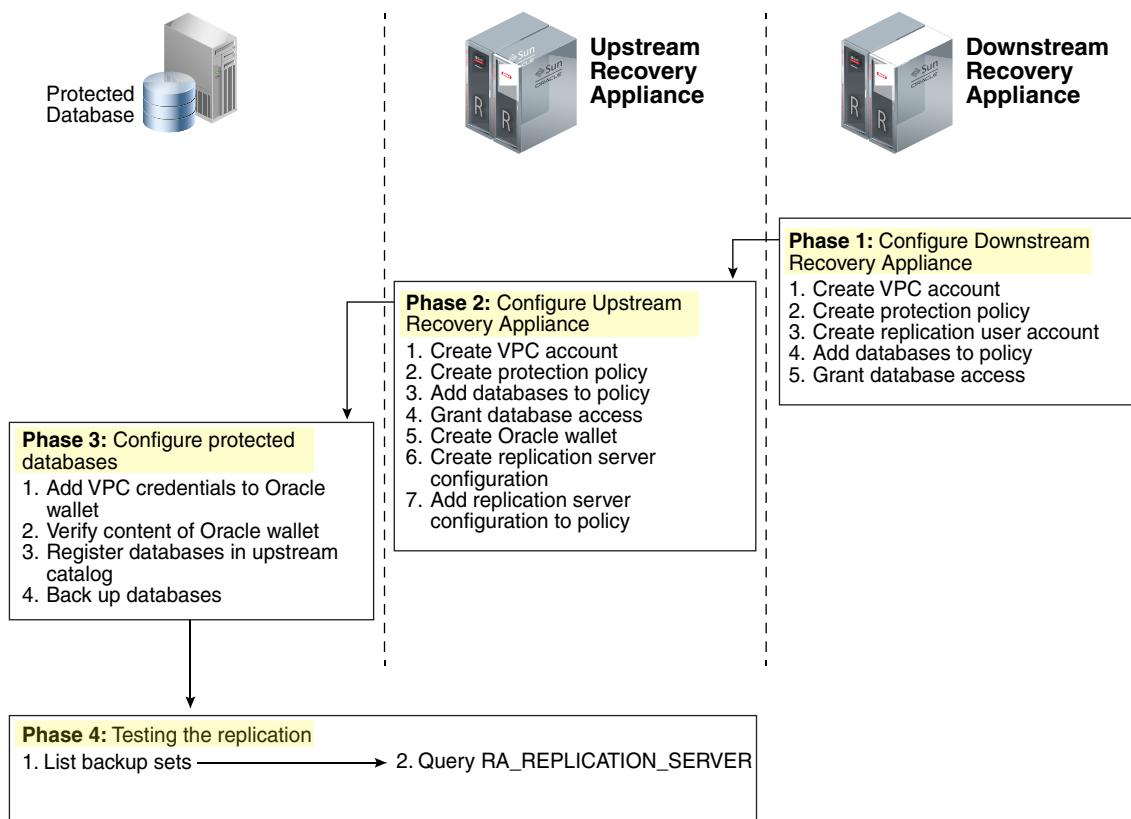 Protected
Database
Upstream
Recovery
Appliance
Downstream
Recovery
Appliance
Sun
Sun
ORACLE
R
R
Sun
ORACLE
R
R
Phase 1: Configure Downstream
Recovery Appliance
1. Create VPC account
2. Create protection policy
3. Create replication user account
4. Add databases to policy
5. Grant database access
Phase 2: Configure Upstream
Recovery Appliance
1. Create VPC account
2. Create protection policy
3. Add databases to policy
4. Grant database access
5. Create Oracle wallet
6. Create replication server
configuration
7. Add replication server
configuration to policy
Phase 3: Configure protected
databases
1. Add VPC credentials to Oracle
wallet
2. Verify content of Oracle wallet
3. Register databases in upstream
catalog
4. Back up databases
Phase 4: Testing the replication
1. List backup sets
2. Query RA_REPLICATION_SERVER